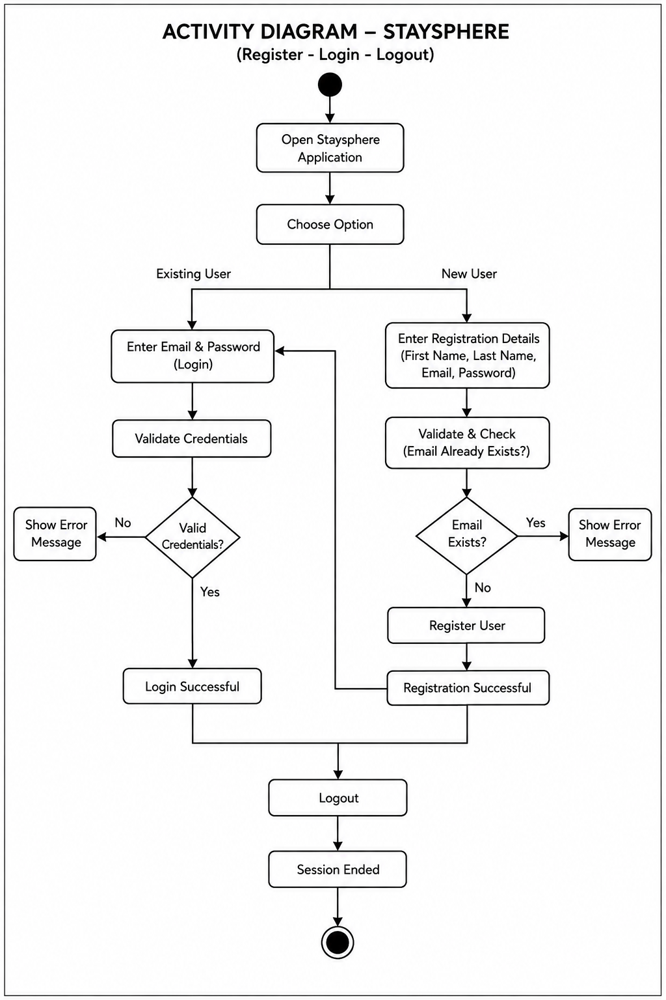 ACTIVITY DIAGRAM – STAYSPHERE
(Register - Login - Logout)
Open Staysphere
Application
Choose Option
Existing User
New User
Enter Email & Password
(Login)
Enter Registration Details
(First Name, Last Name,
Email, Password)
Validate Credentials
Validate & Check
(Email Already Exists?)
Show Error
Message
No
Valid
Credentials?
Yes
Email
Exists?
Yes
Show Error
Message
No
Register User
Login Successful
Registration Successful
Logout
Session Ended